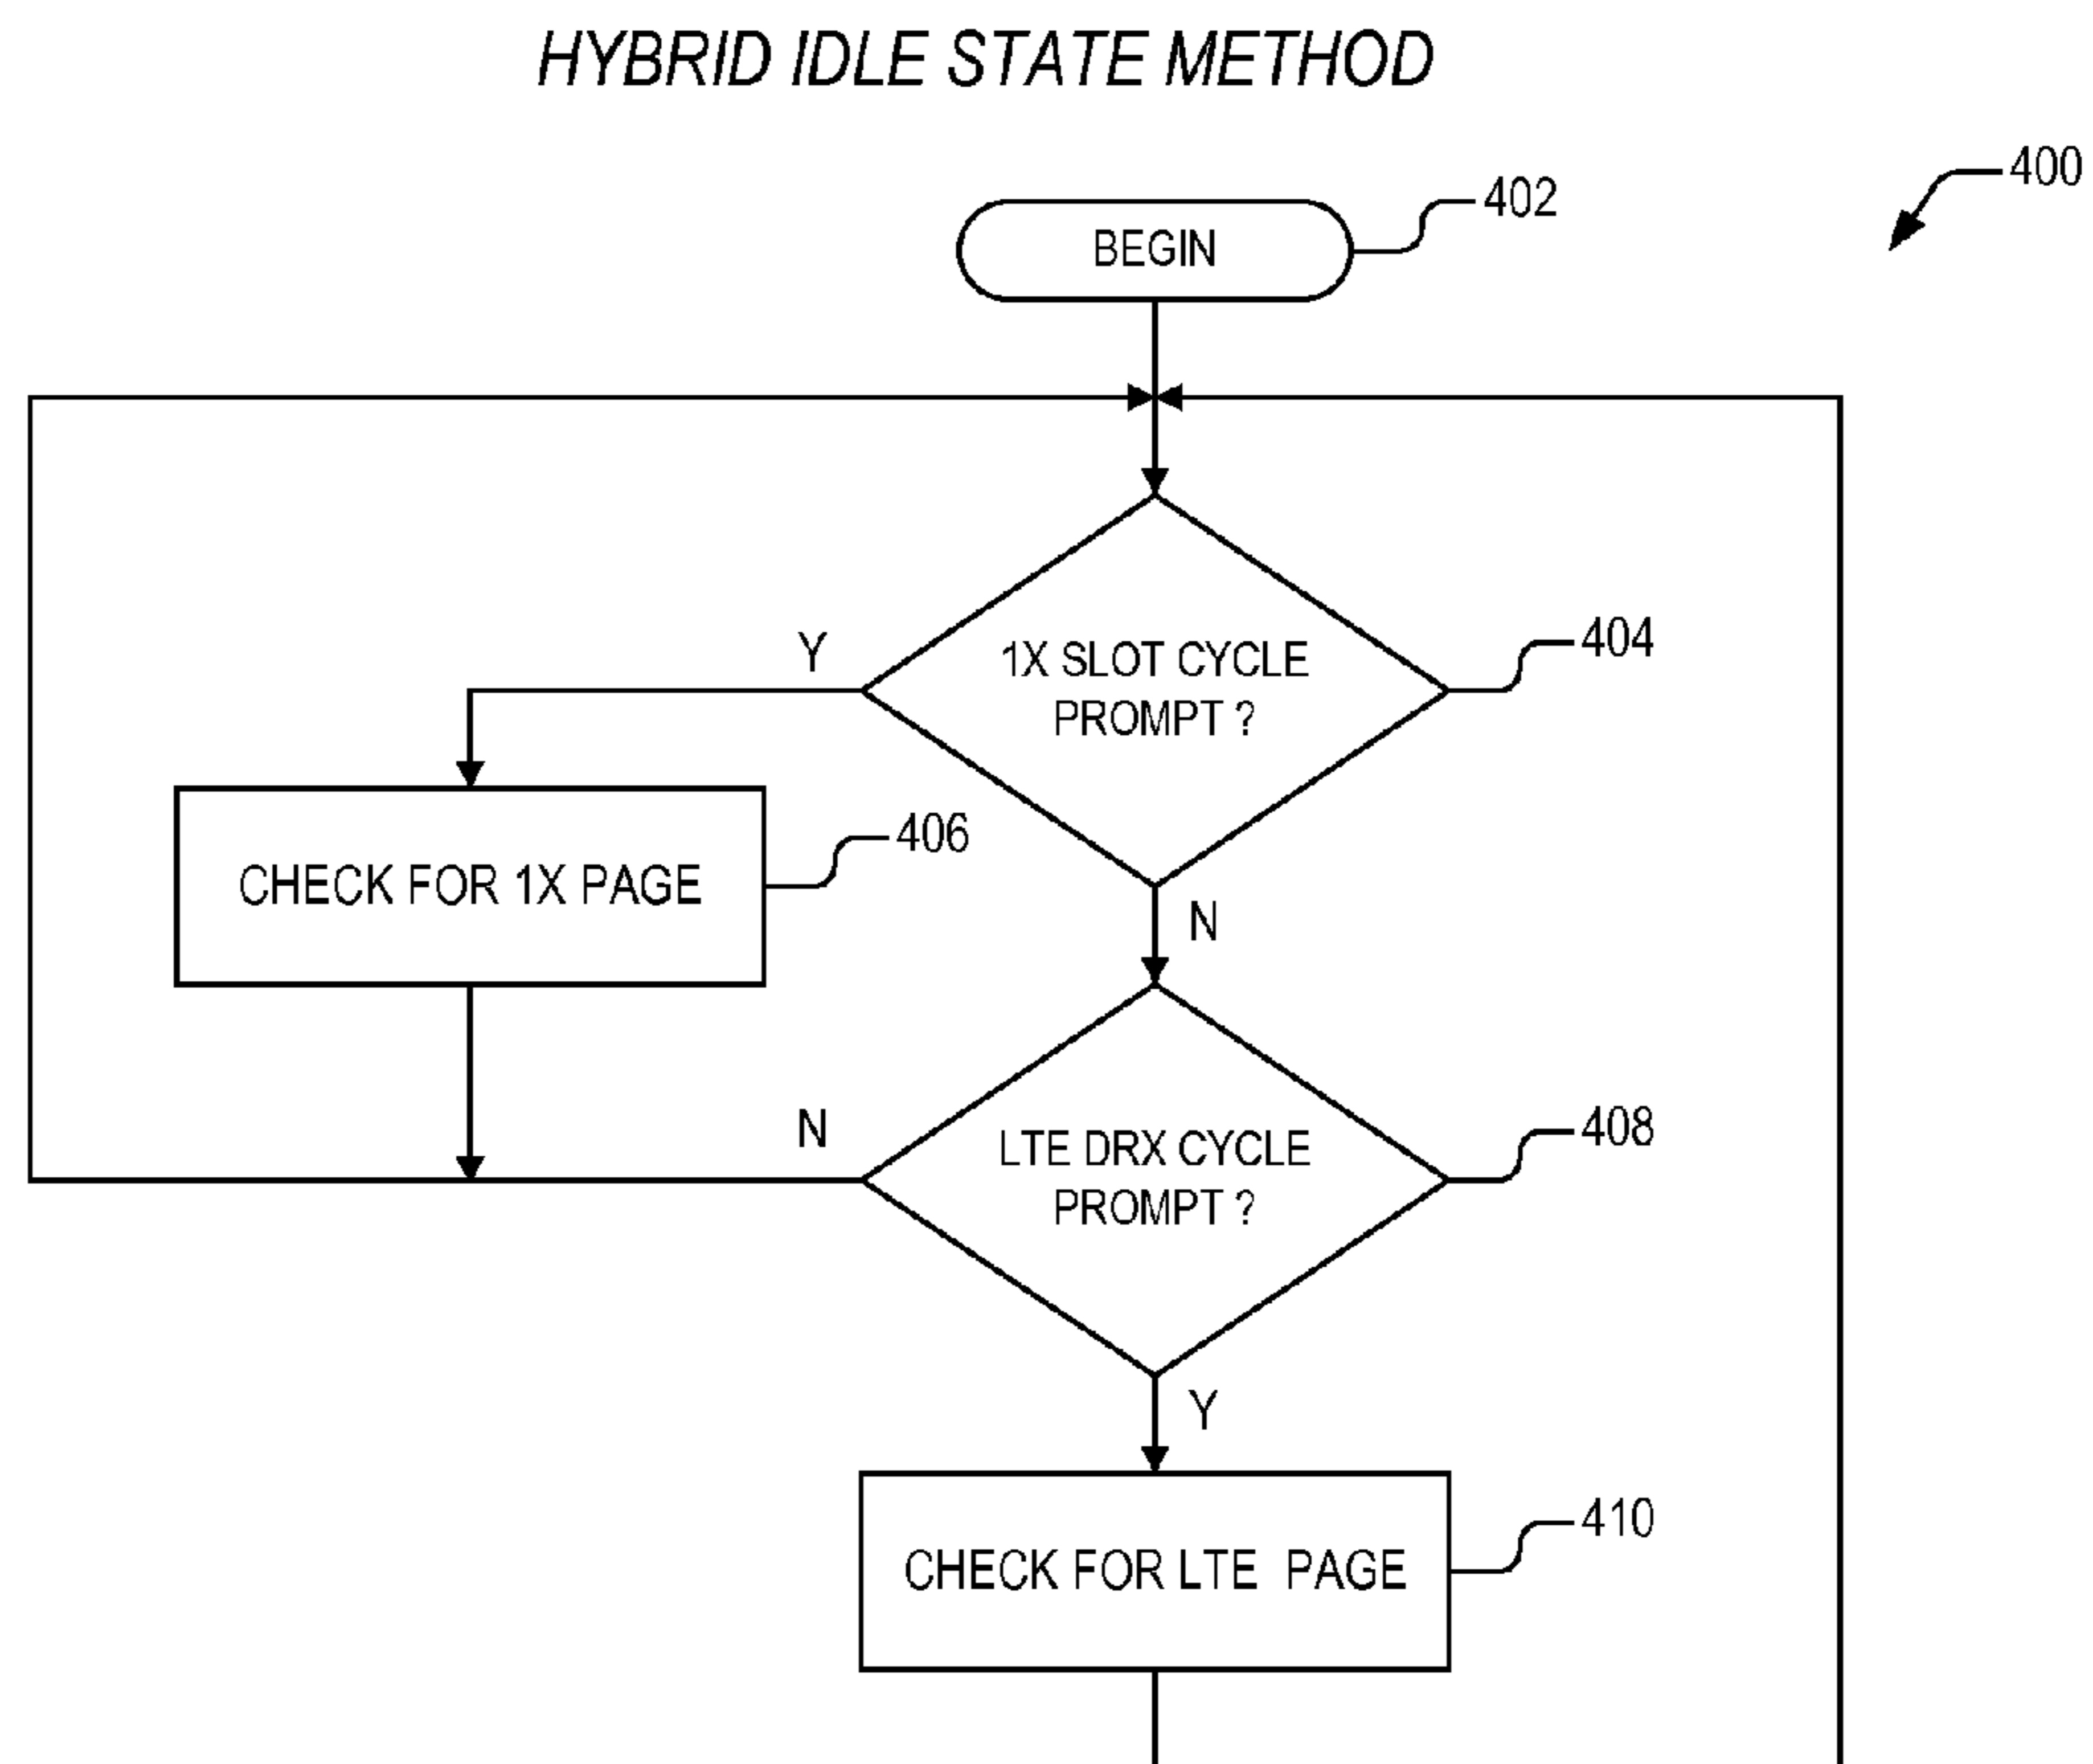 HYBRID IDLE STATE METHOD
400
402
BEGIN
Y
1X SLOT CYCLE
PROMPT ?
404
406
CHECK FOR 1X PAGE
N
N
LTE DRX CYCLE
PROMPT ?
408
Y
410
CHECK FOR LTE PAGE